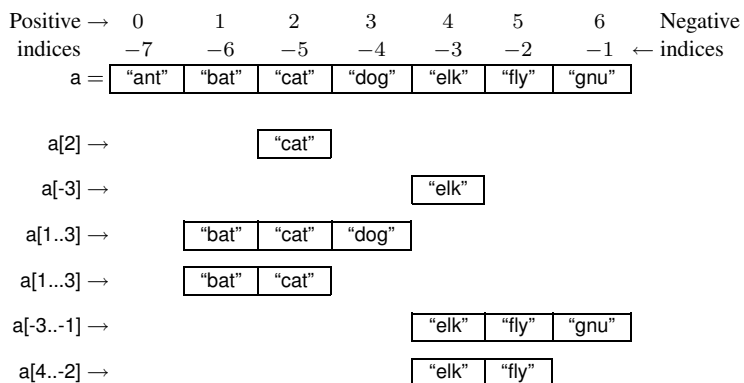 Positive → 0 1 2 3 4 5 6 Negative
indices −7 −6 −5 −4 −3 −2 −1 ← indices
a = “ant” “bat” “cat” “dog” “elk” “fly” “gnu”
a[2] → “cat”
a[-3] → “elk”
a[1..3] → “bat” “cat” “dog”
a[1...3] → “bat” “cat”
a[-3..-1] → “elk” “fly” “gnu”
a[4..-2] → “elk” “fly”